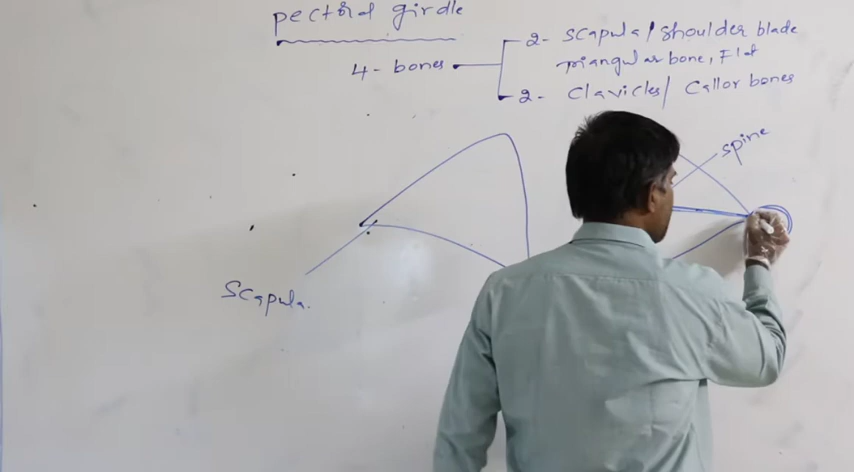 pectoral girdle
4- bones
2- Scapula/shoulder blade
triangular bone, Flat
2- Clavicles/ Callor bones
spine
Scapula.